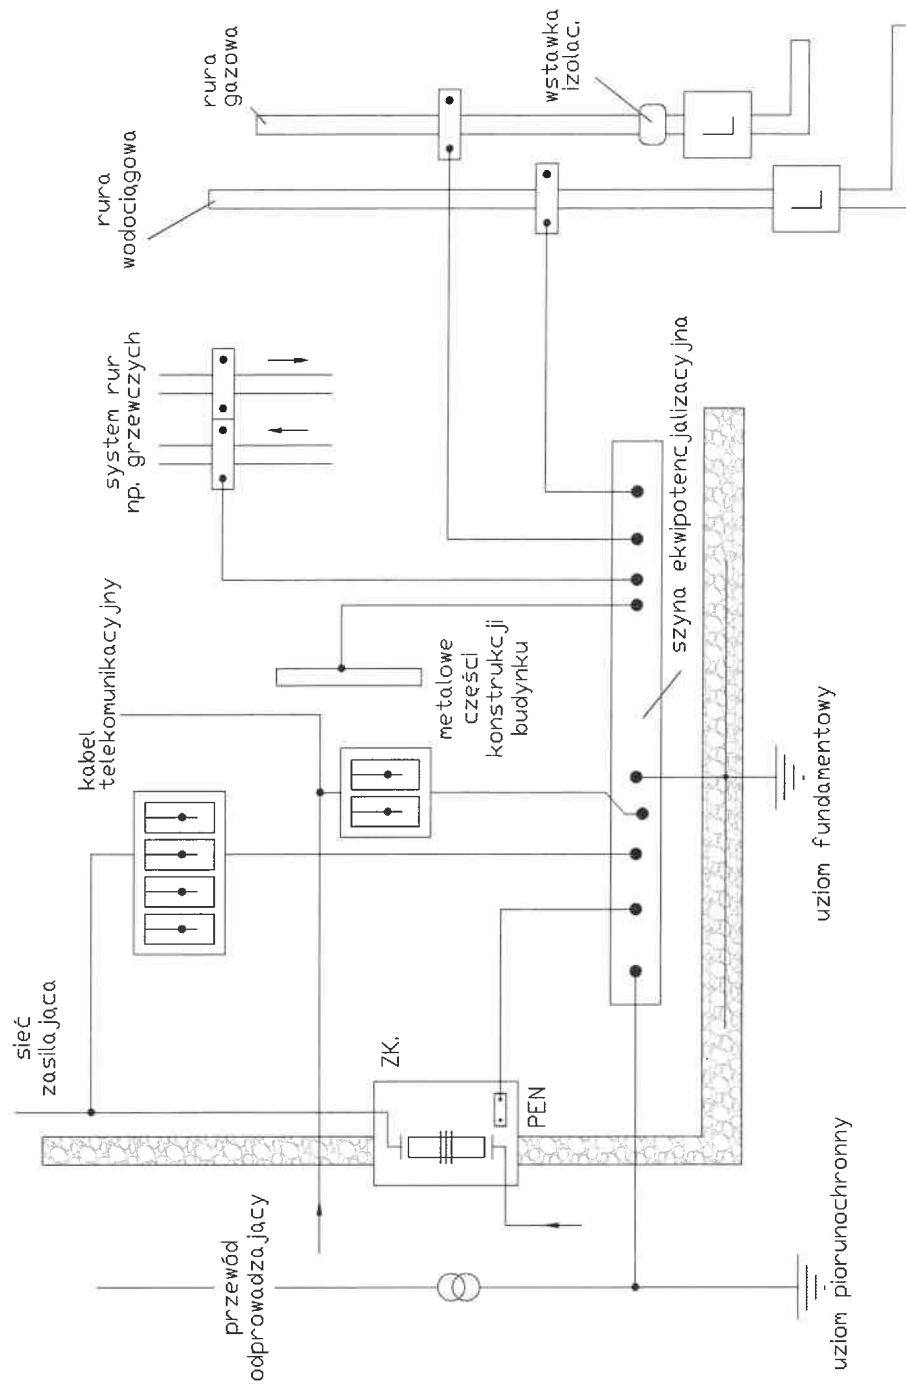 przewód
odprowadzający
sieć
zasilająca
kabel
telekomunikacyjny
system rur
np. grzewczych
rura
wodociągowa
rura
gazowa
wstawka
izolac.
ZK.
PEN
metalowe
części
konstrukcji
budynku
L
L
szyna ekwipotencjalizacyjna
uziom fundamentowy
uziom piorunochronny